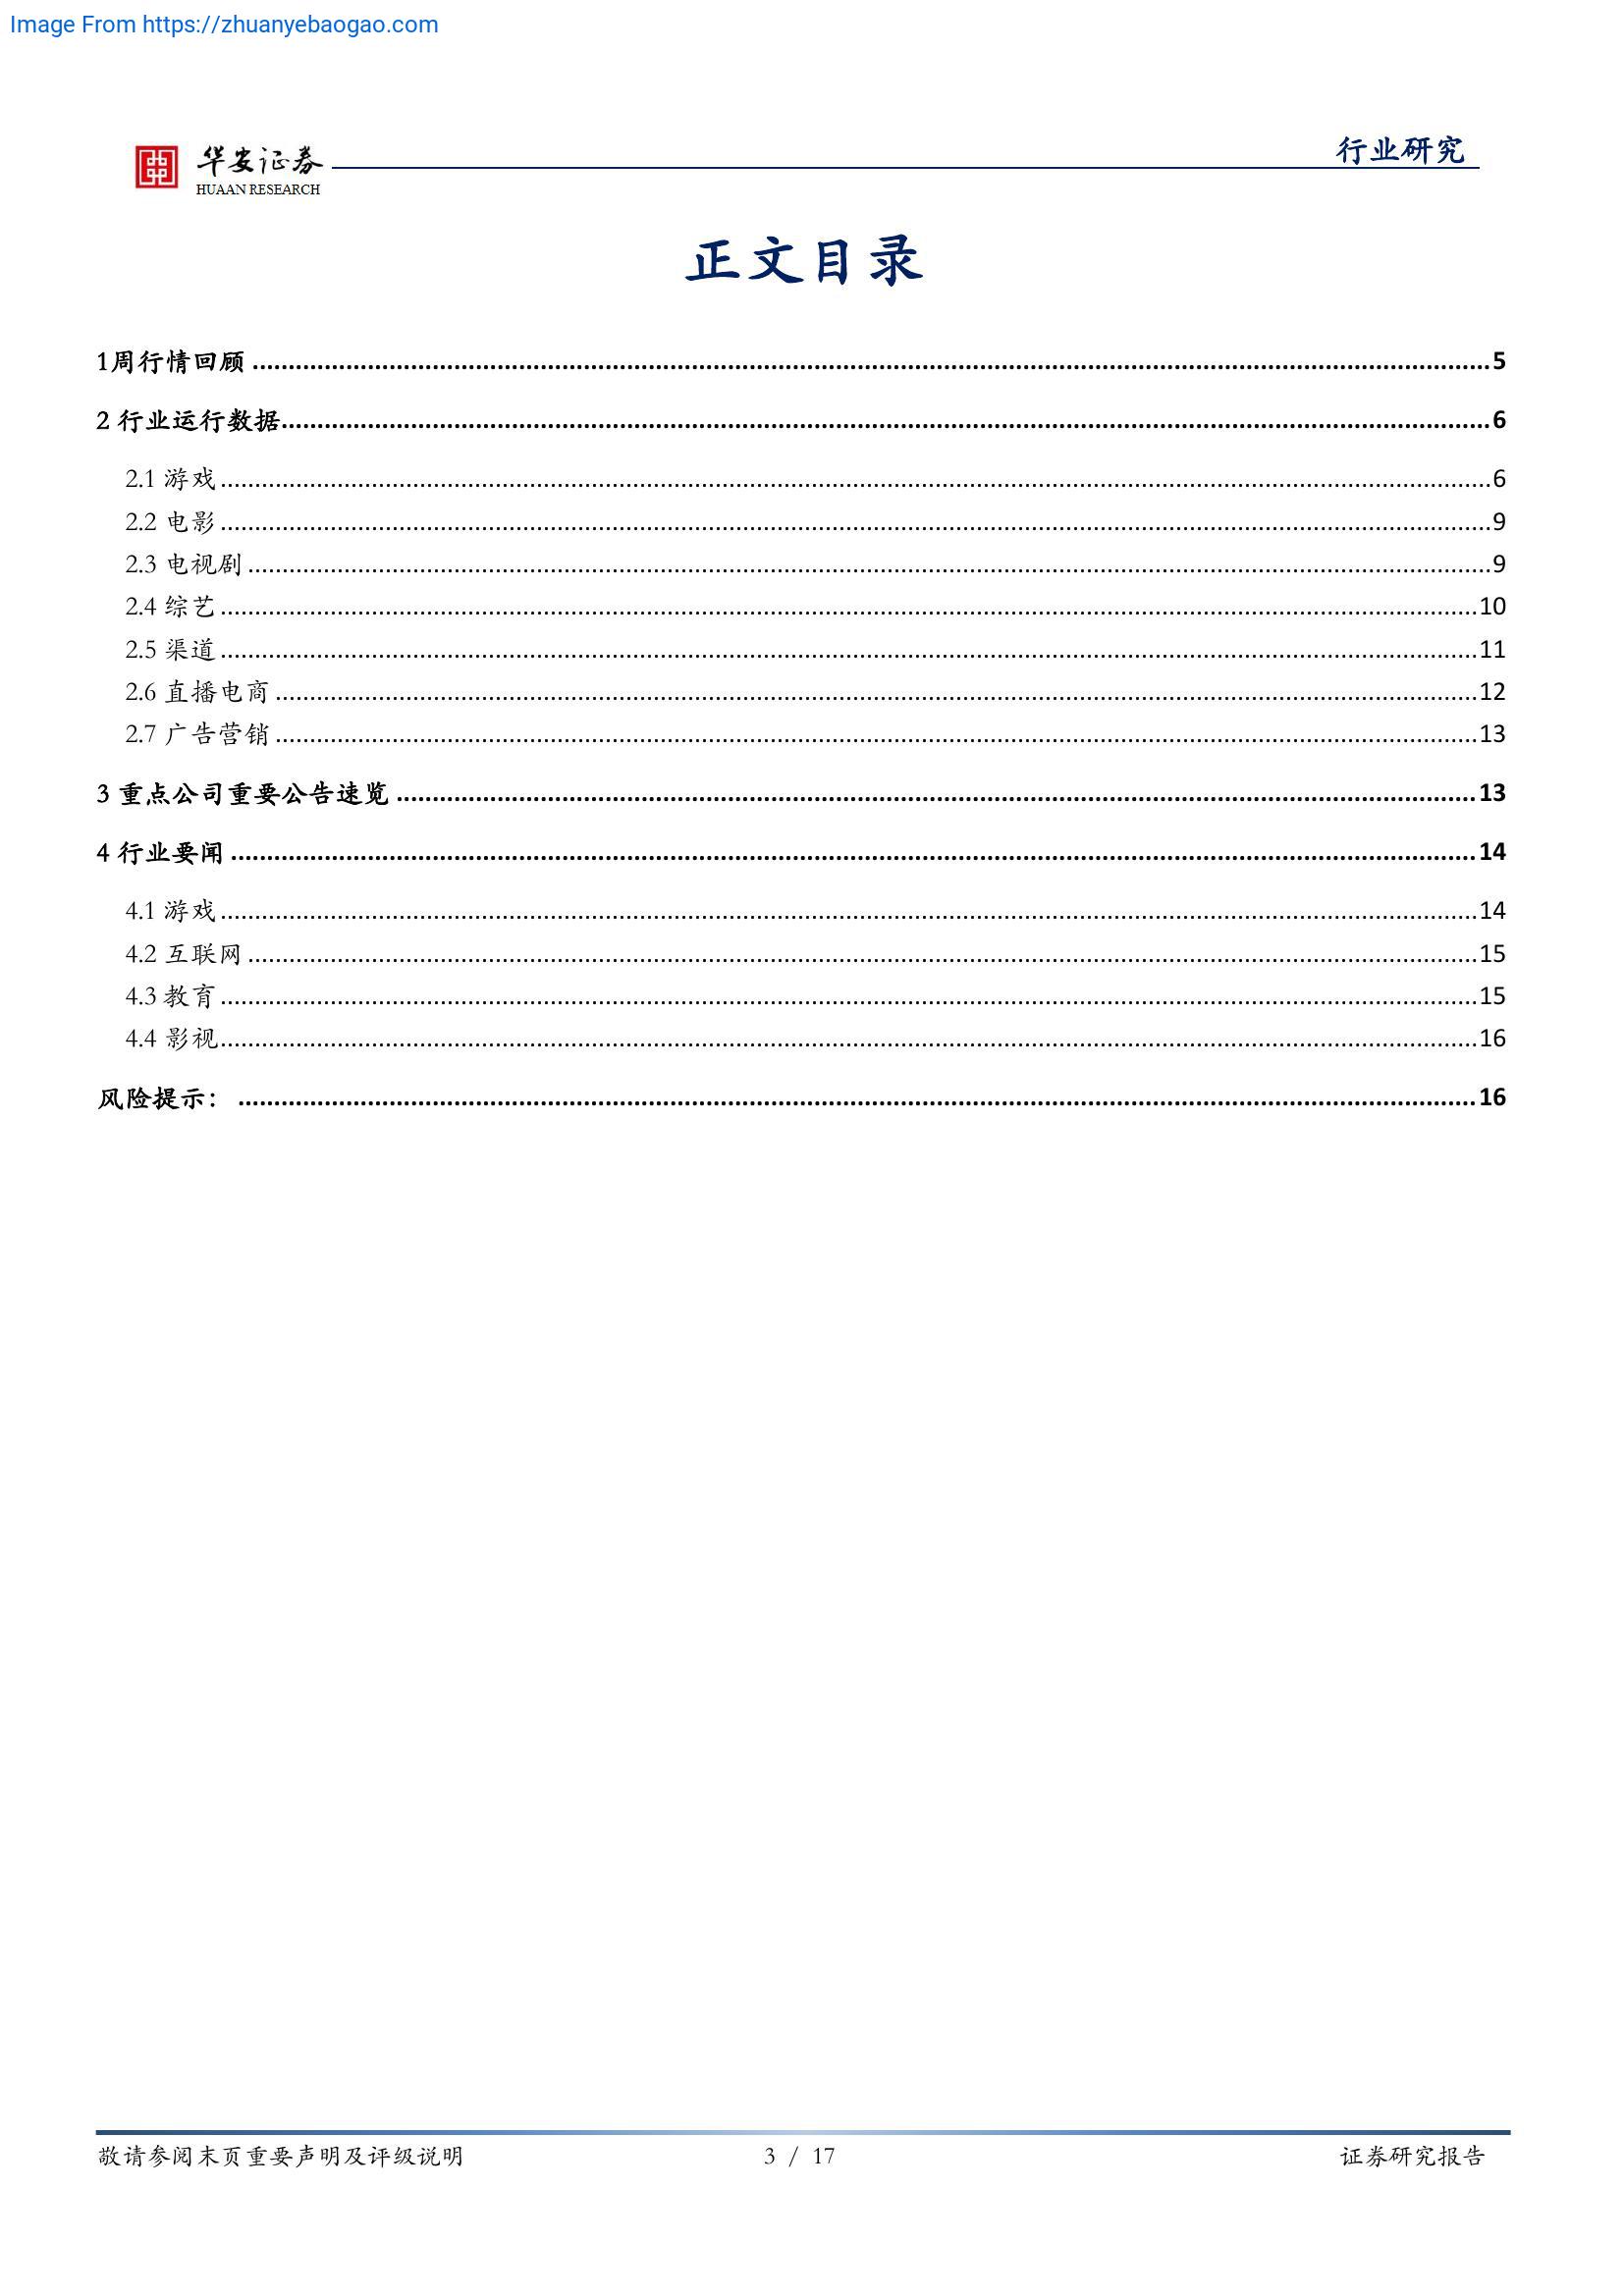 Image From https://zhuanyebaogao.com
华安证券
HUAAN RESEARCH
行业研究
正文目录
1周行情回顾 ........................................ 5
2 行业运行数据 ........................................ 6
2.1 游戏 ........................................ 6
2.2 电影 ........................................ 9
2.3 电视剧 ........................................ 9
2.4 综艺 ........................................ 10
2.5 渠道 ........................................ 11
2.6 直播电商 ........................................ 12
2.7 广告营销 ........................................ 13
3 重点公司重要公告速览 ........................................ 13
4 行业要闻 ........................................ 14
4.1 游戏 ........................................ 14
4.2 互联网 ........................................ 15
4.3 教育 ........................................ 15
4.4 影视 ........................................ 16
风险提示： ........................................ 16
敬请参阅末页重要声明及评级说明 3 / 17 证券研究报告